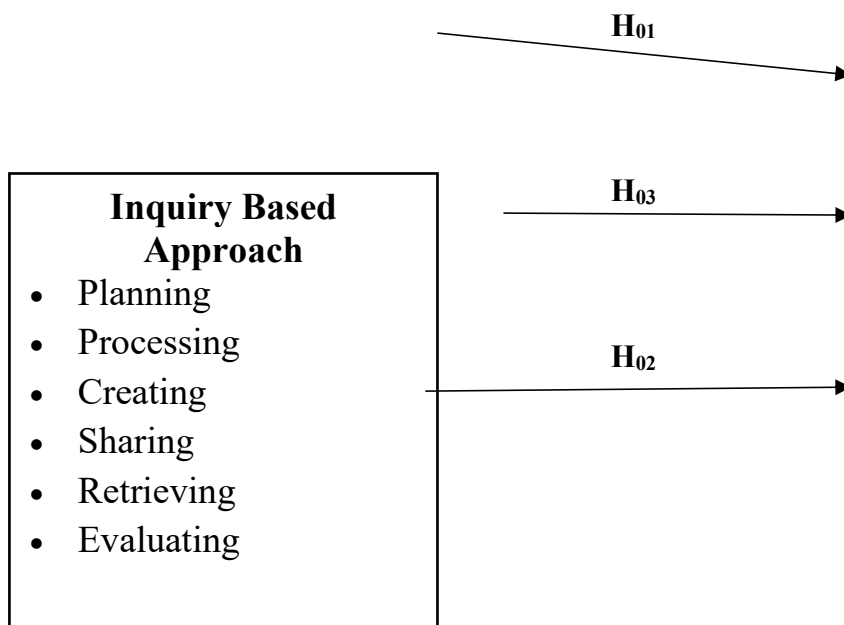 H01
H03
Inquiry Based
Approach
• Planning
• Processing
• Creating
• Sharing
• Retrieving
• Evaluating
H02